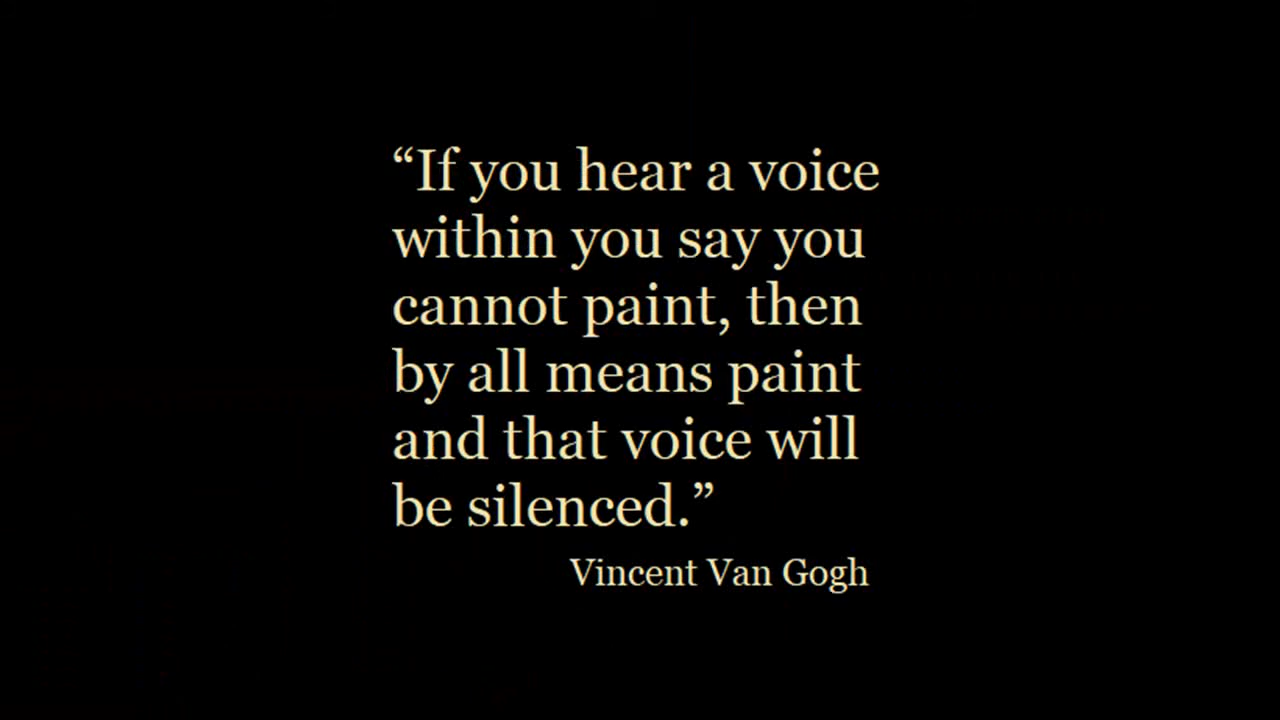 “If you hear a voice
within you say you
cannot paint, then
by all means paint
and that voice will
be silenced.”
Vincent Van Gogh